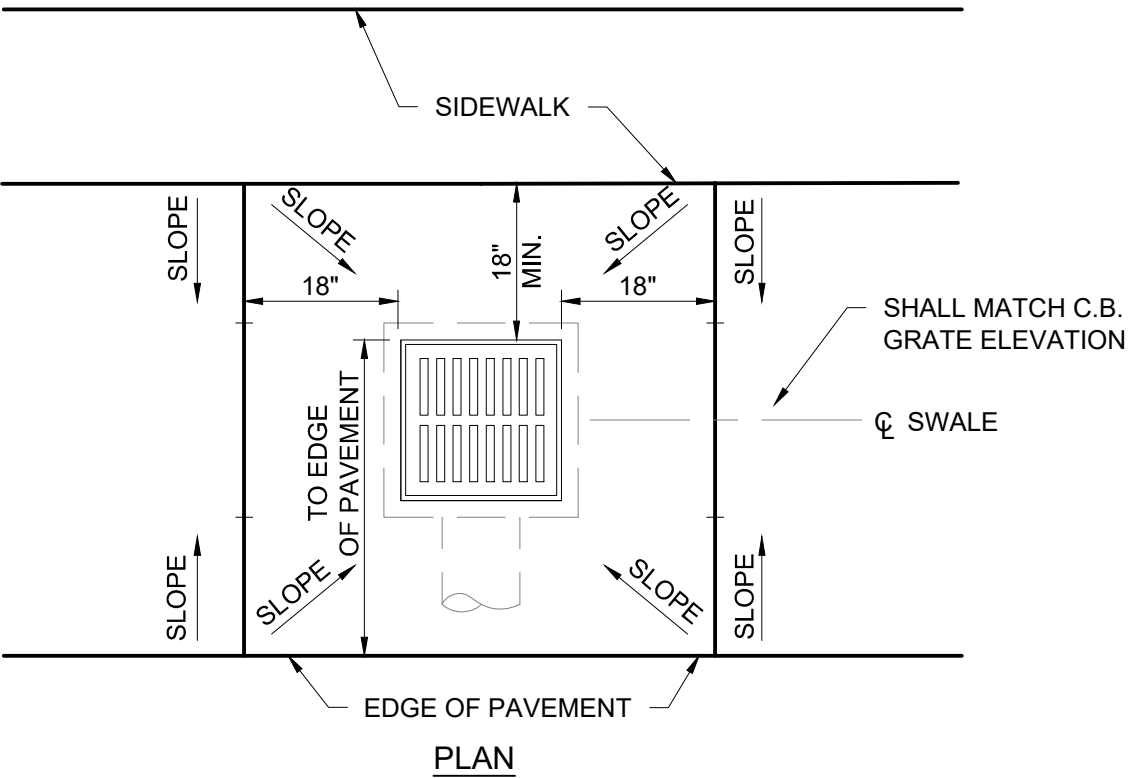 SIDEWALK
SLOPE
SLOPE
SLOPE
SLOPE
18"
MIN.
18"
18"
SHALL MATCH C.B.
GRATE ELEVATION
TO EDGE
OF PAVEMENT
℄ SWALE
SLOPE
SLOPE
SLOPE
SLOPE
EDGE OF PAVEMENT
PLAN